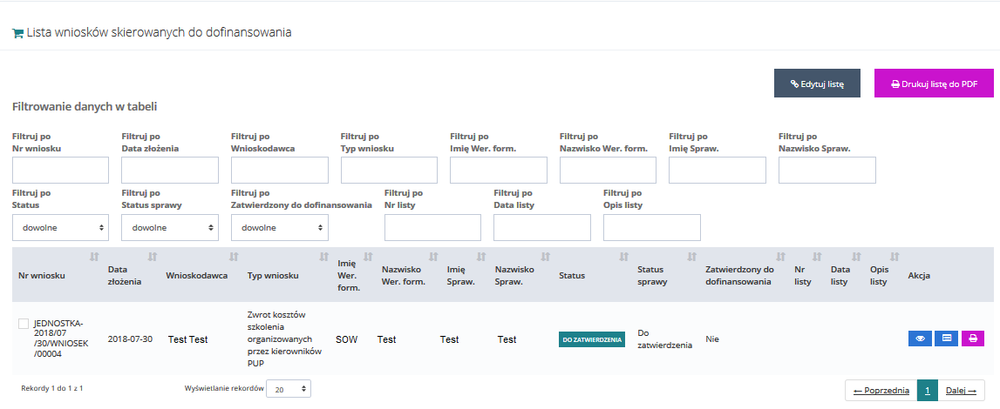 Lista wniosków skierowanych do dofinansowania
Edytuj listę
Drukuj listę do PDF
Filtrowanie danych w tabeli
Filtruj po Nr wniosku
Filtruj po Data złożenia
Filtruj po Wnioskodawca
Filtruj po Typ wniosku
Filtruj po Imię Wer. form.
Filtruj po Nazwisko Wer. form.
Filtruj po Imię Spraw.
Filtruj po Nazwisko Spraw.
Filtruj po Status
Filtruj po Status sprawy
Filtruj po Zatwierdzony do dofinansowania
Filtruj po Nr listy
Filtruj po Data listy
Filtruj po Opis listy
dowolne
dowolne
dowolne
Nr wniosku
Data złożenia
Wnioskodawca
Typ wniosku
Imię Wer. form.
Nazwisko Wer. form.
Imię Spraw.
Nazwisko Spraw.
Status
Status sprawy
Zatwierdzony do dofinansowania
Nr listy
Data listy
Opis listy
Akcja
JEDNOSTKA-
2018/07
/30/WNIOSEK
/00004
2018-07-30
Test Test
Zwrot kosztów
szkolenia
organizowanych
przez kierowników
PUP
SOW
Test
Test
Test
DO ZATWIERDZENIA
Do
zatwierdzenia
Nie
Rekordy 1 do 1 z 1
Wyświetlanie rekordów 20
← Poprzednia 1 Dalej →